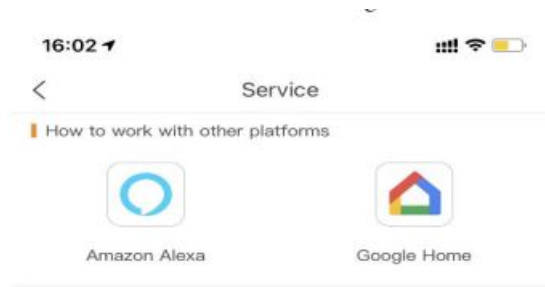 16:02
Service
How to work with other platforms
Amazon Alexa
Google Home